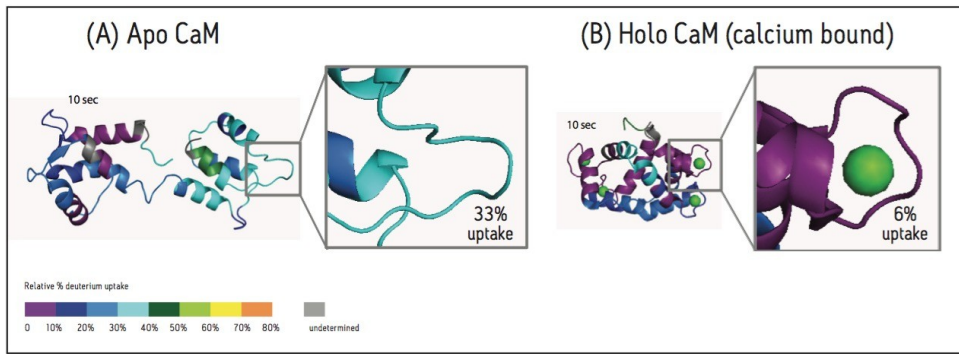 (A) Apo CaM
(B) Holo CaM (calcium bound)
10 sec
33%
uptake
10 sec
6%
uptake
Relative % deuterium uptake
0 10% 20% 30% 40% 50% 60% 70% 80% undetermined